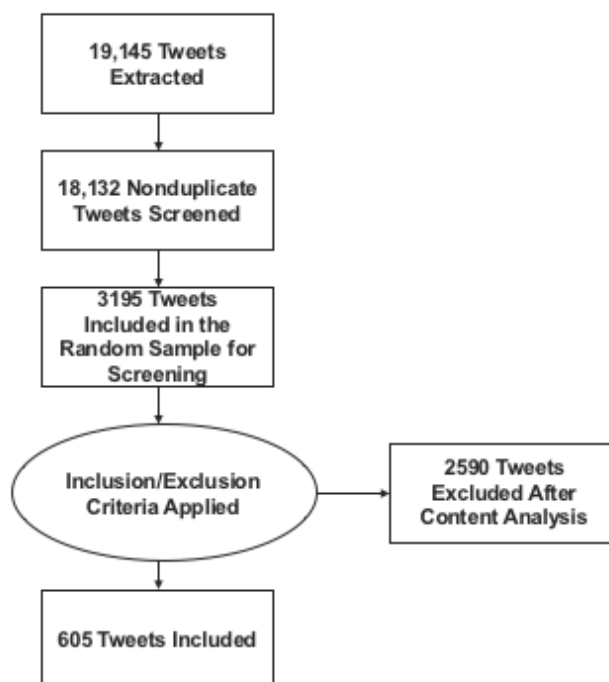 19,145 Tweets
Extracted
18,132 Nonduplicate
Tweets Screened
3195 Tweets
Included in the
Random Sample for
Screening
Inclusion/Exclusion
Criteria Applied
2590 Tweets
Excluded After
Content Analysis
605 Tweets Included